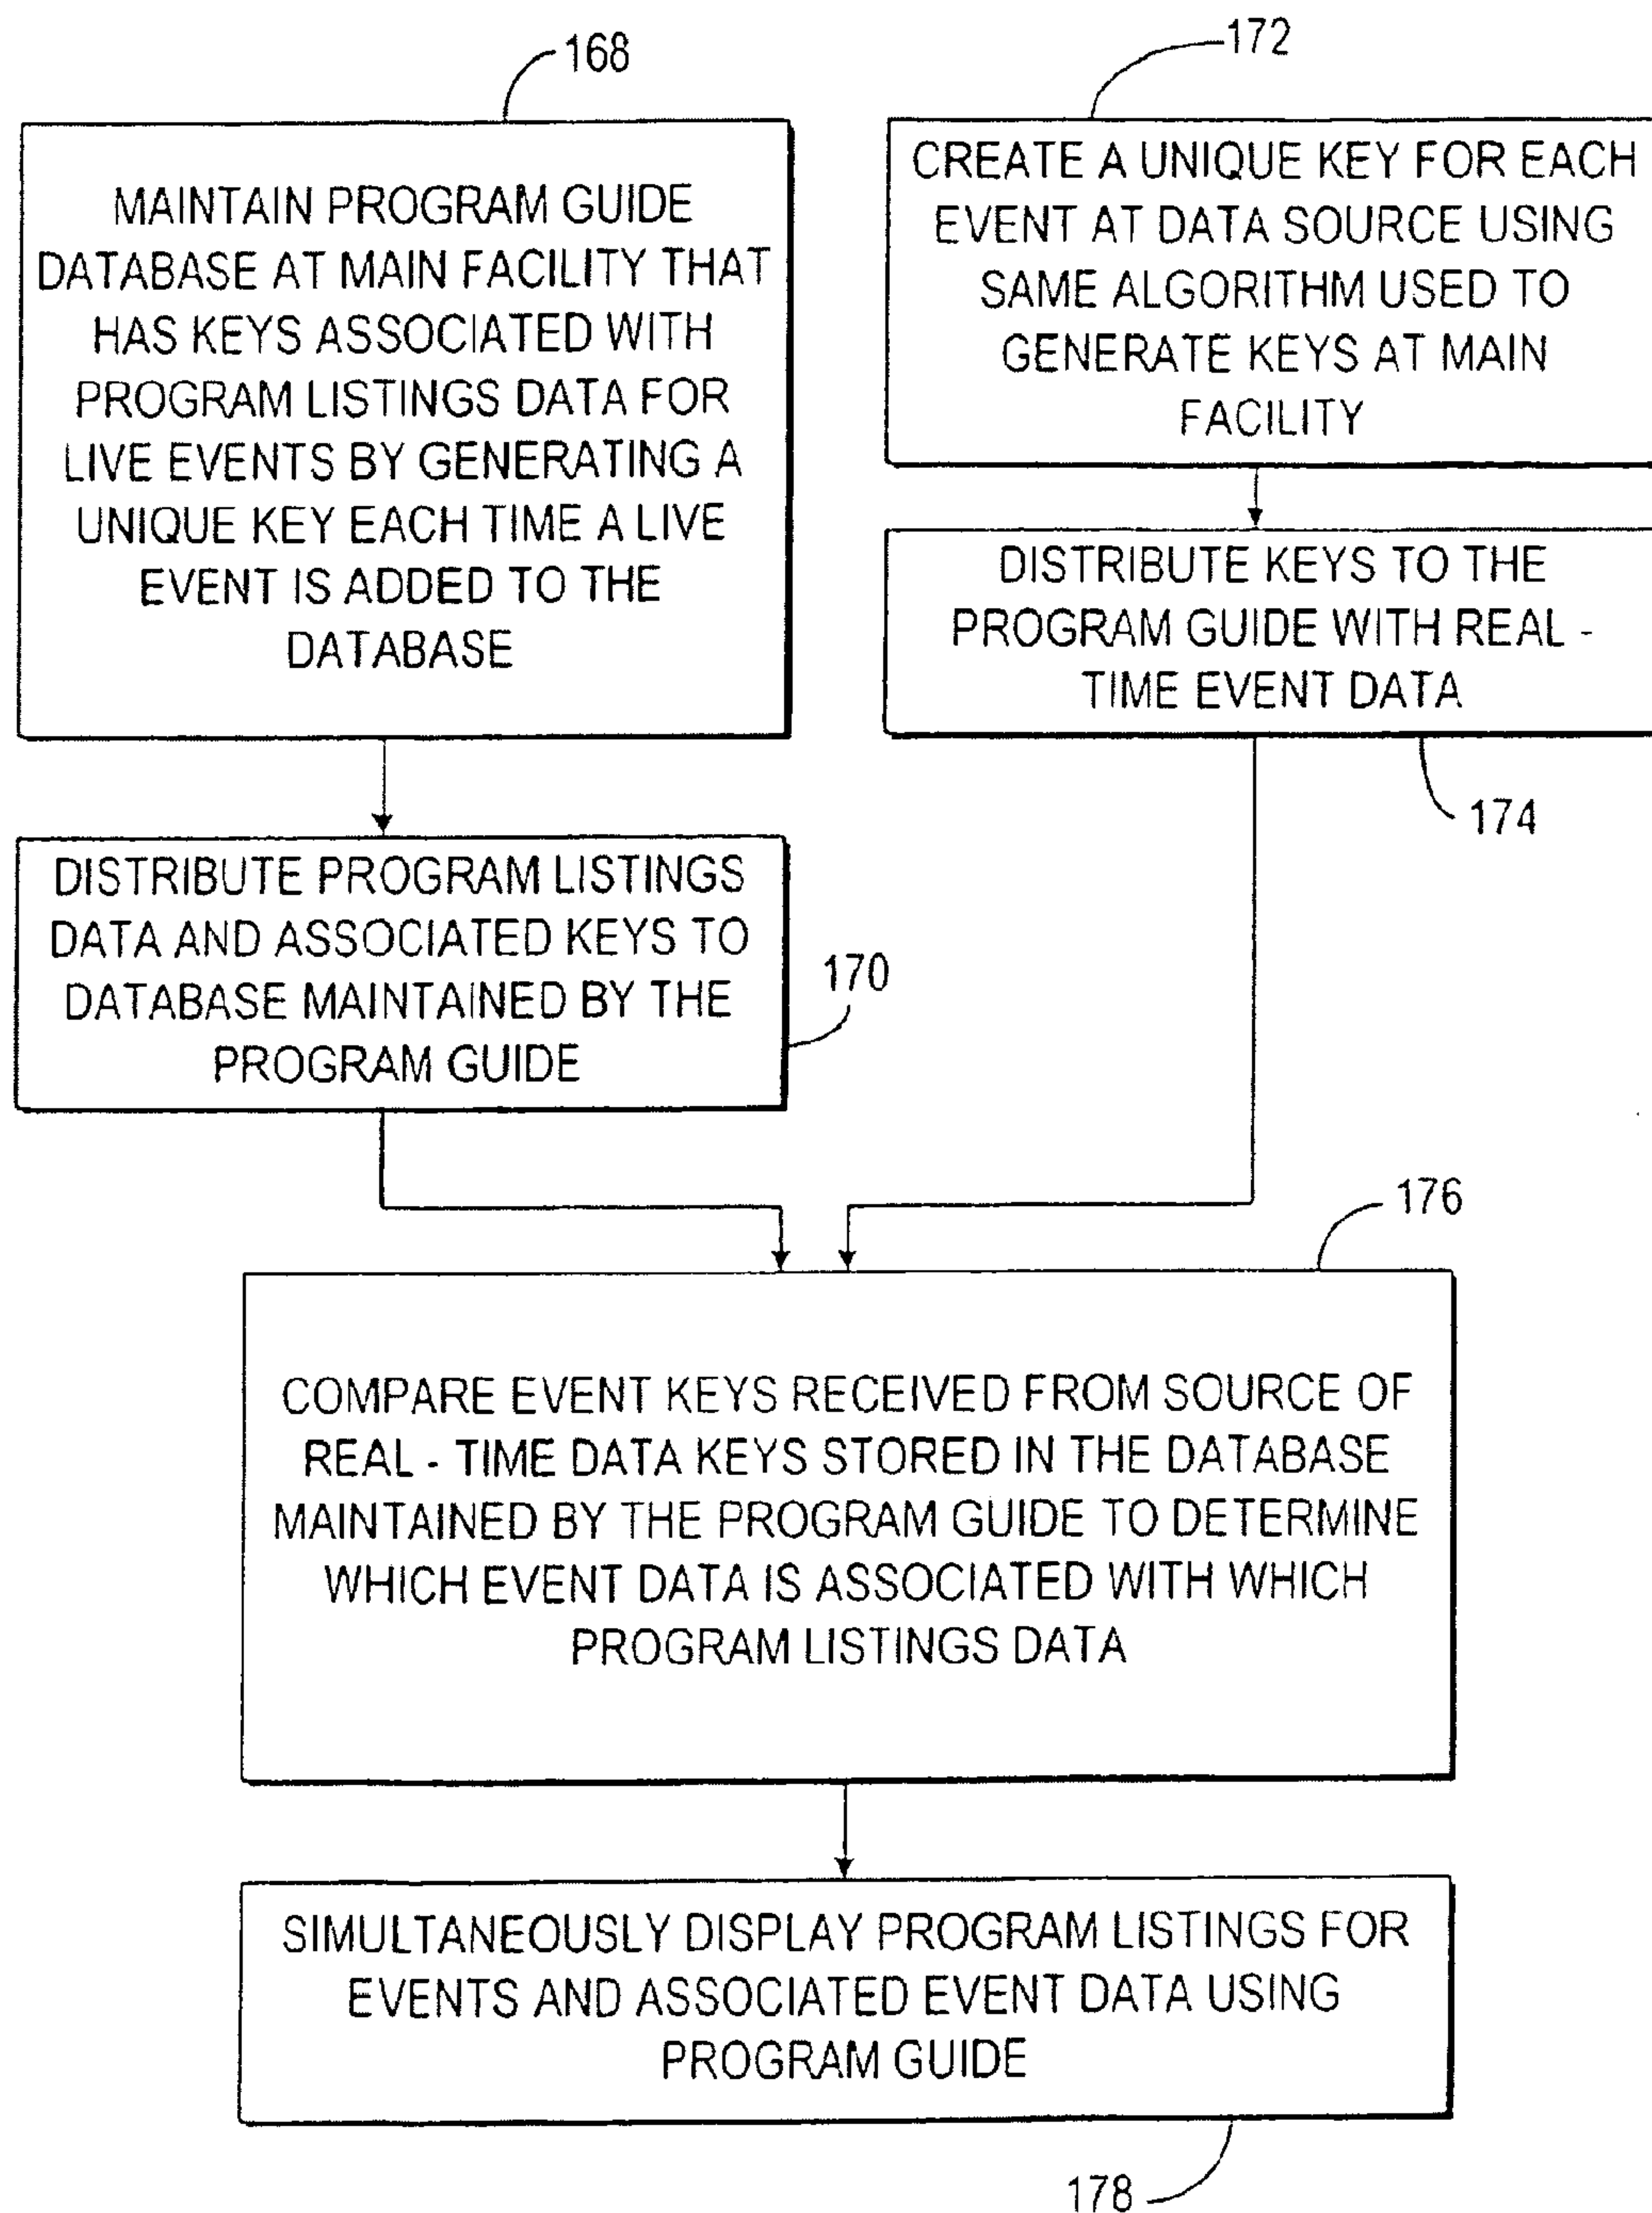 168
MAINTAIN PROGRAM GUIDE
DATABASE AT MAIN FACILITY THAT
HAS KEYS ASSOCIATED WITH
PROGRAM LISTINGS DATA FOR
LIVE EVENTS BY GENERATING A
UNIQUE KEY EACH TIME A LIVE
EVENT IS ADDED TO THE
DATABASE
172
CREATE A UNIQUE KEY FOR EACH
EVENT AT DATA SOURCE USING
SAME ALGORITHM USED TO
GENERATE KEYS AT MAIN
FACILITY
DISTRIBUTE KEYS TO THE
PROGRAM GUIDE WITH REAL -
TIME EVENT DATA
174
DISTRIBUTE PROGRAM LISTINGS
DATA AND ASSOCIATED KEYS TO
DATABASE MAINTAINED BY THE
PROGRAM GUIDE
170
176
COMPARE EVENT KEYS RECEIVED FROM SOURCE OF
REAL - TIME DATA KEYS STORED IN THE DATABASE
MAINTAINED BY THE PROGRAM GUIDE TO DETERMINE
WHICH EVENT DATA IS ASSOCIATED WITH WHICH
PROGRAM LISTINGS DATA
SIMULTANEOUSLY DISPLAY PROGRAM LISTINGS FOR
EVENTS AND ASSOCIATED EVENT DATA USING
PROGRAM GUIDE
178